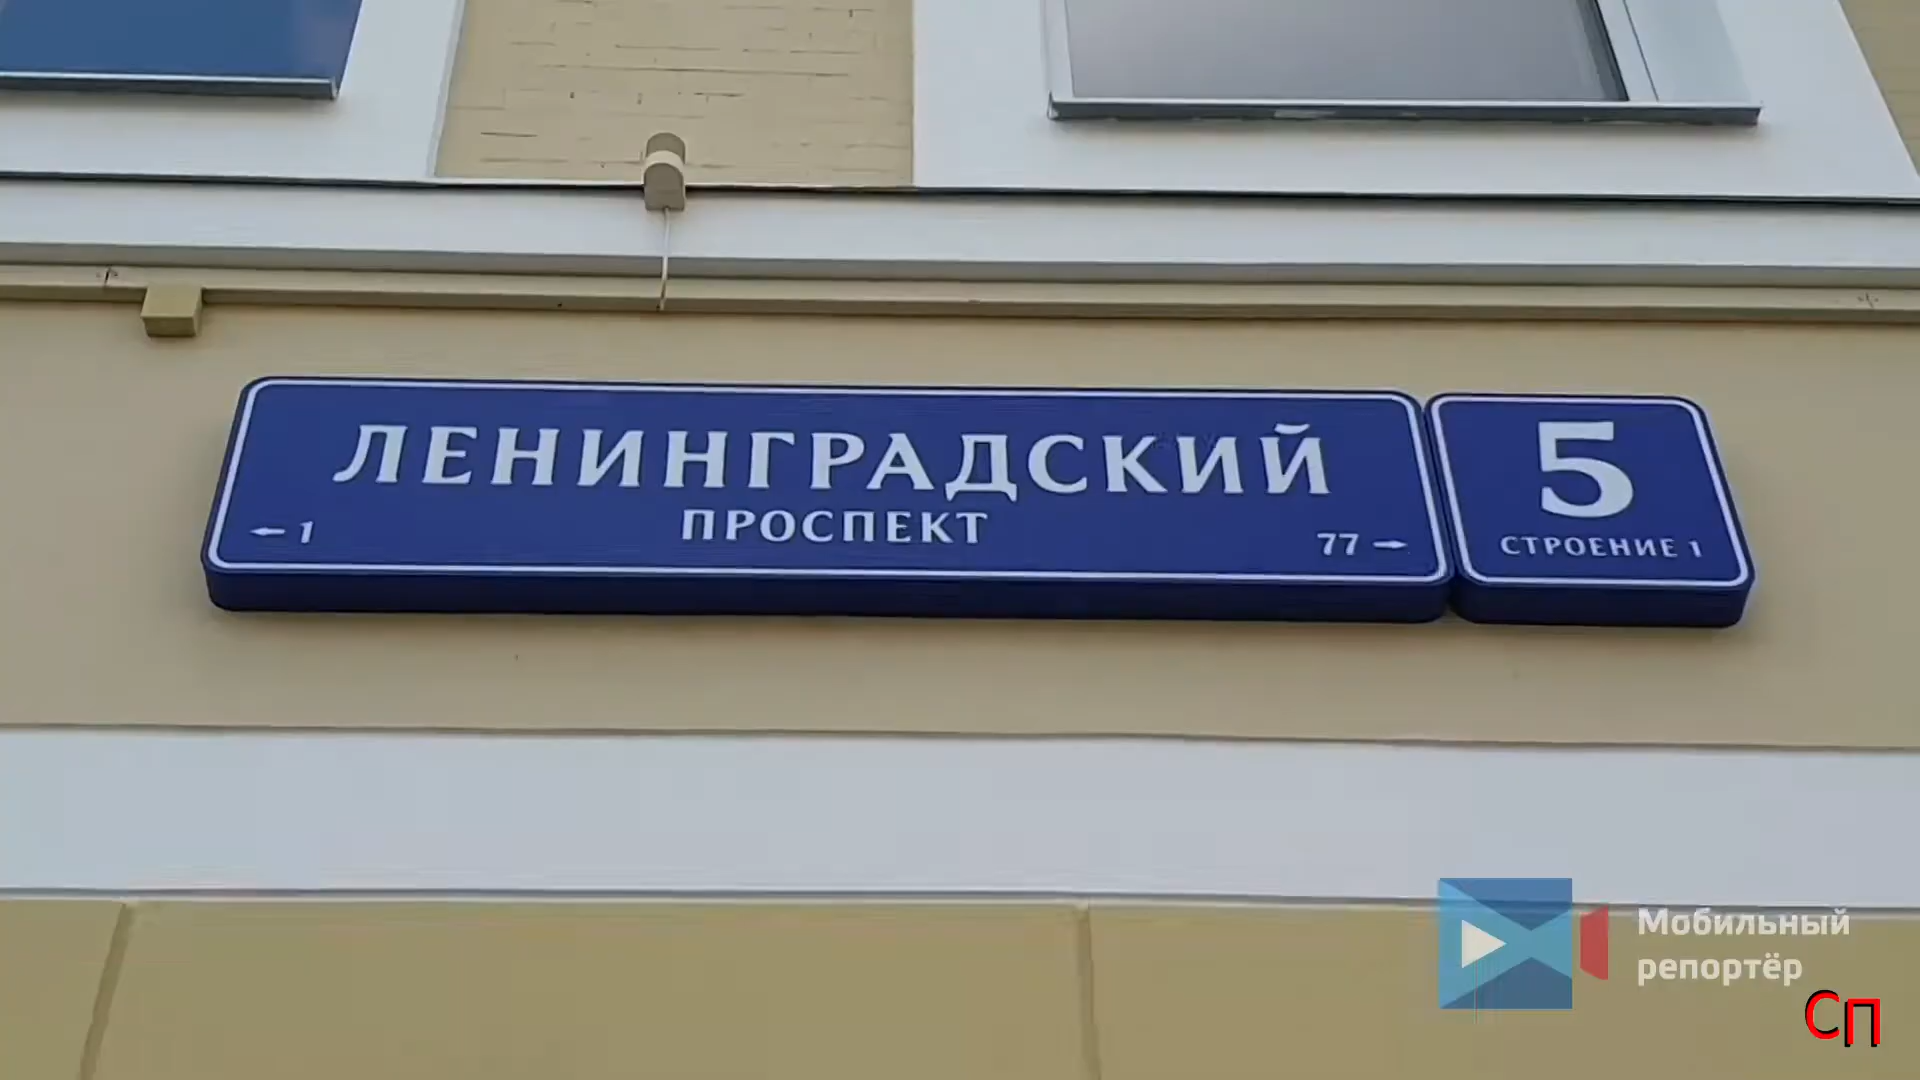 ЛЕНИНГРАДСКИЙ
ПРОСПЕКТ
←1
77→
5
СТРОЕНИЕ 1
Мобильный
репортёр
СП